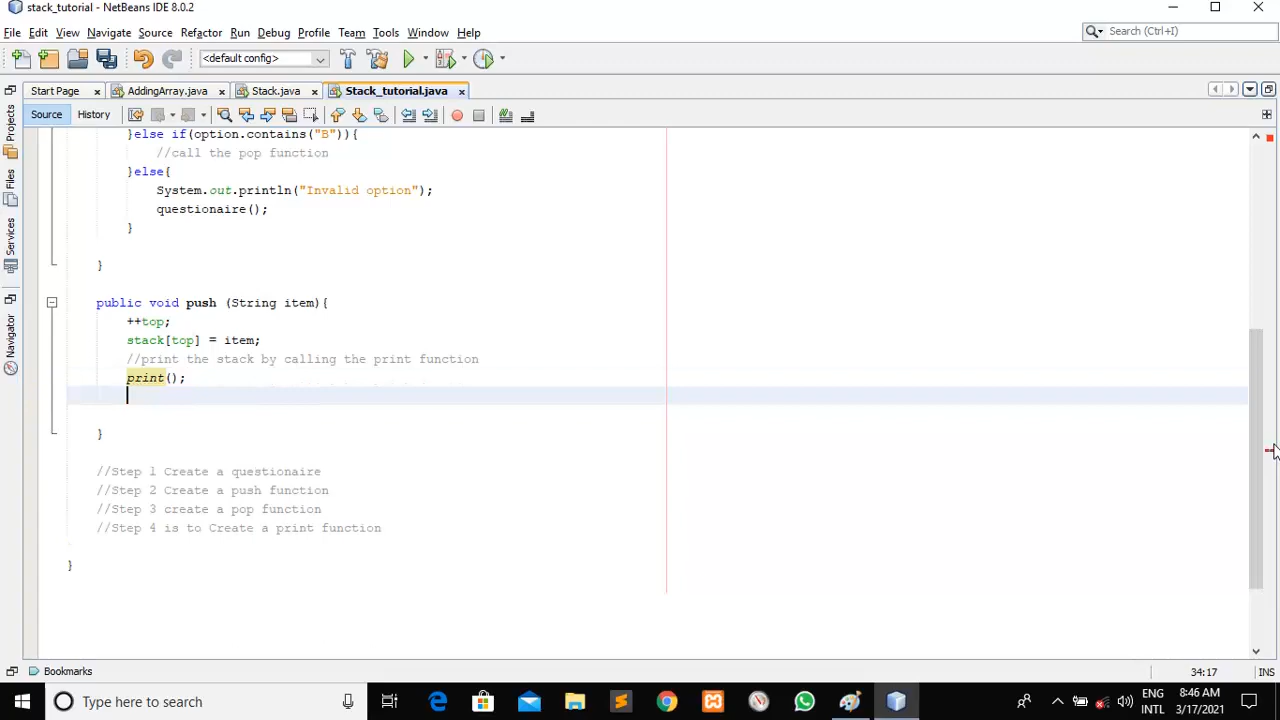 stack_tutorial - NetBeans IDE 8.0.2
File Edit View Navigate Source Refactor Run Debug Profile Team Tools Window Help
Search (Ctrl+I)
<default config>
Start Page AddingArray.java Stack.java Stack_tutorial.java
Source History
Projects
Files
Services
Navigator
}else if(option.contains("B")){
//call the pop function
}else{
System.out.println("Invalid option");
questionaire();
}
}
public void push (String item){
++top;
stack[top] = item;
//print the stack by calling the print function
print();
}
//Step 1 Create a questionaire
//Step 2 Create a push function
//Step 3 create a pop function
//Step 4 is to Create a print function
}
Bookmarks
34:17 INS
Type here to search
ENG
INTL
8:46 AM
3/17/2021